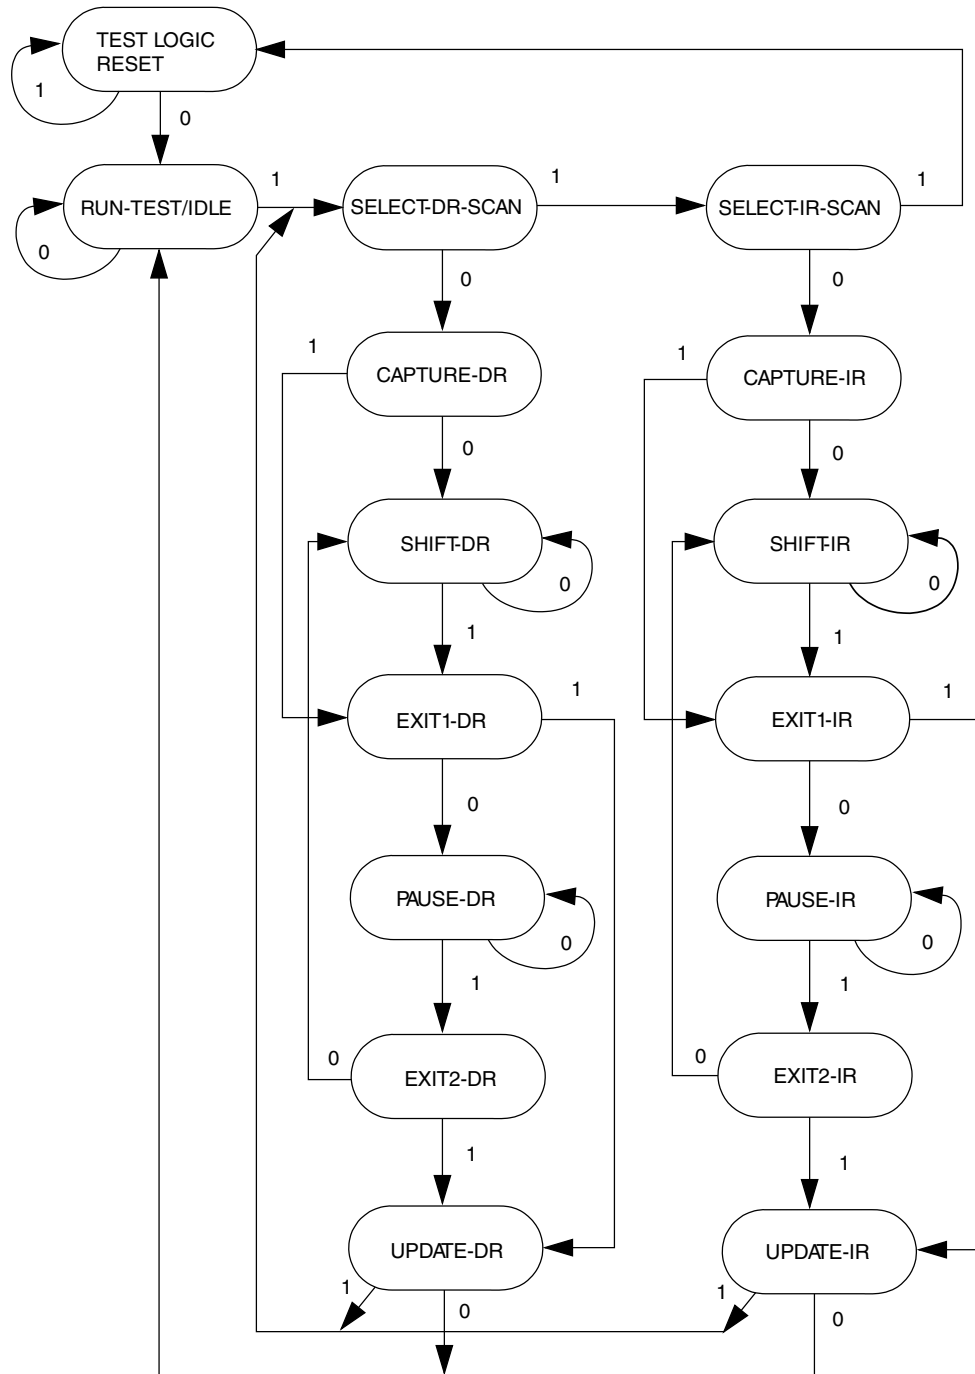 TEST LOGIC
RESET
1
0
RUN-TEST/IDLE
1
0
SELECT-DR-SCAN
1
SELECT-IR-SCAN
1
0
0
1
CAPTURE-DR
1
CAPTURE-IR
0
0
SHIFT-DR
0
SHIFT-IR
0
1
1
EXIT1-DR
1
EXIT1-IR
1
0
0
PAUSE-DR
0
PAUSE-IR
0
1
1
0
EXIT2-DR
0
EXIT2-IR
1
1
UPDATE-DR
UPDATE-IR
1
0
1
0